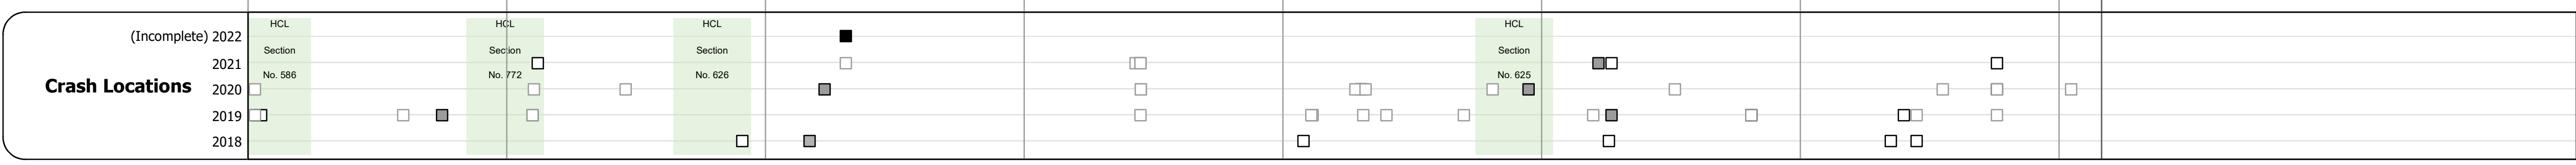 HCL HCL HCL HCL
(Incomplete) 2022
Section Section Section Section
2021
No. 586 No. 772 No. 626 No. 625
Crash Locations
2020
2019
2018